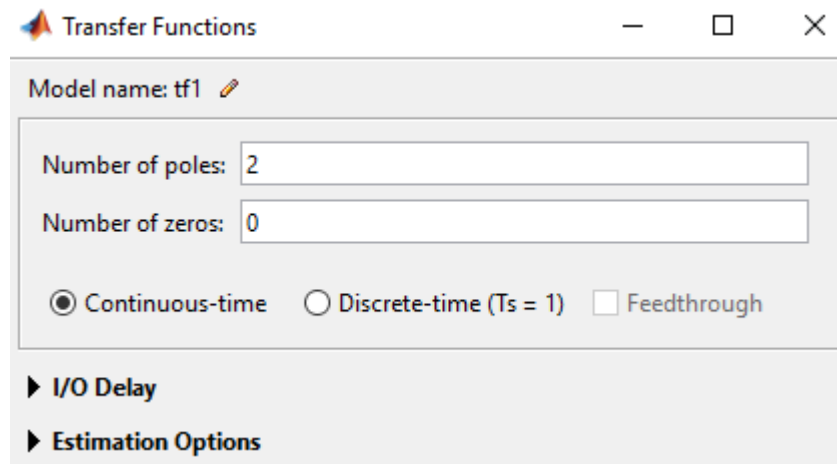 Transfer Functions
Model name: tf1
Number of poles: 2
Number of zeros: 0
Continuous-time Discrete-time (Ts = 1) Feedthrough
I/O Delay
Estimation Options